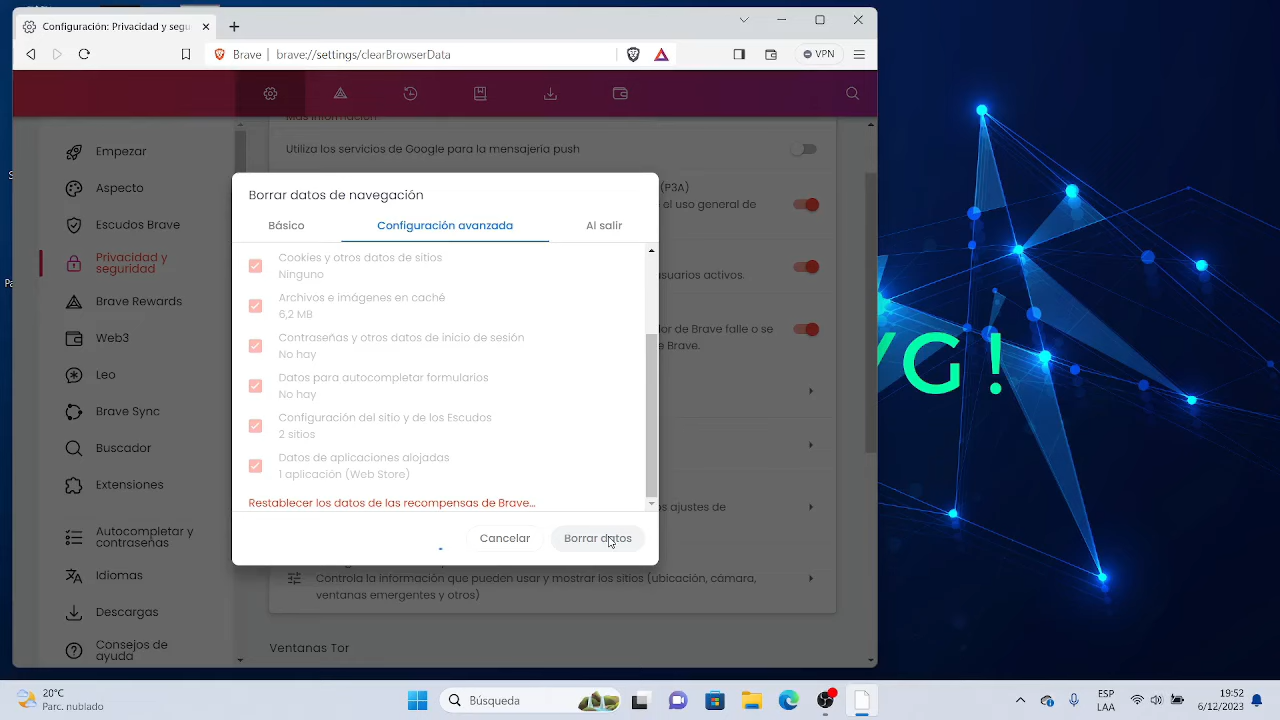 Configuración: Privacidad y segu
Brave
brave://settings/clearBrowserData
VPN
Más información
Utiliza los servicios de Google para la mensajería push
(P3A)
e el uso general de
usuarios activos.
dor de Brave falle o se
e Brave.
os ajustes de
Controla la información que pueden usar y mostrar los sitios (ubicación, cámara,
ventanas emergentes y otros)
Ventanas Tor
Empezar
Aspecto
Escudos Brave
Privacidad y
seguridad
Brave Rewards
Web3
Leo
Brave Sync
Buscador
Extensiones
Autocompletar y
contraseñas
Idiomas
Descargas
Consejos de
ayuda
Borrar datos de navegación
Básico
Configuración avanzada
Al salir
Cookies y otros datos de sitios
Ninguno
Archivos e imágenes en caché
6,2 MB
Contraseñas y otros datos de inicio de sesión
No hay
Datos para autocompletar formularios
No hay
Configuración del sitio y de los Escudos
2 sitios
Datos de aplicaciones alojadas
1 aplicación (Web Store)
Restablecer los datos de las recompensas de Brave...
Cancelar
Borrar datos
G!
20°C
Parc. nublado
Búsqueda
ESP
LAA
19:52
6/12/2023